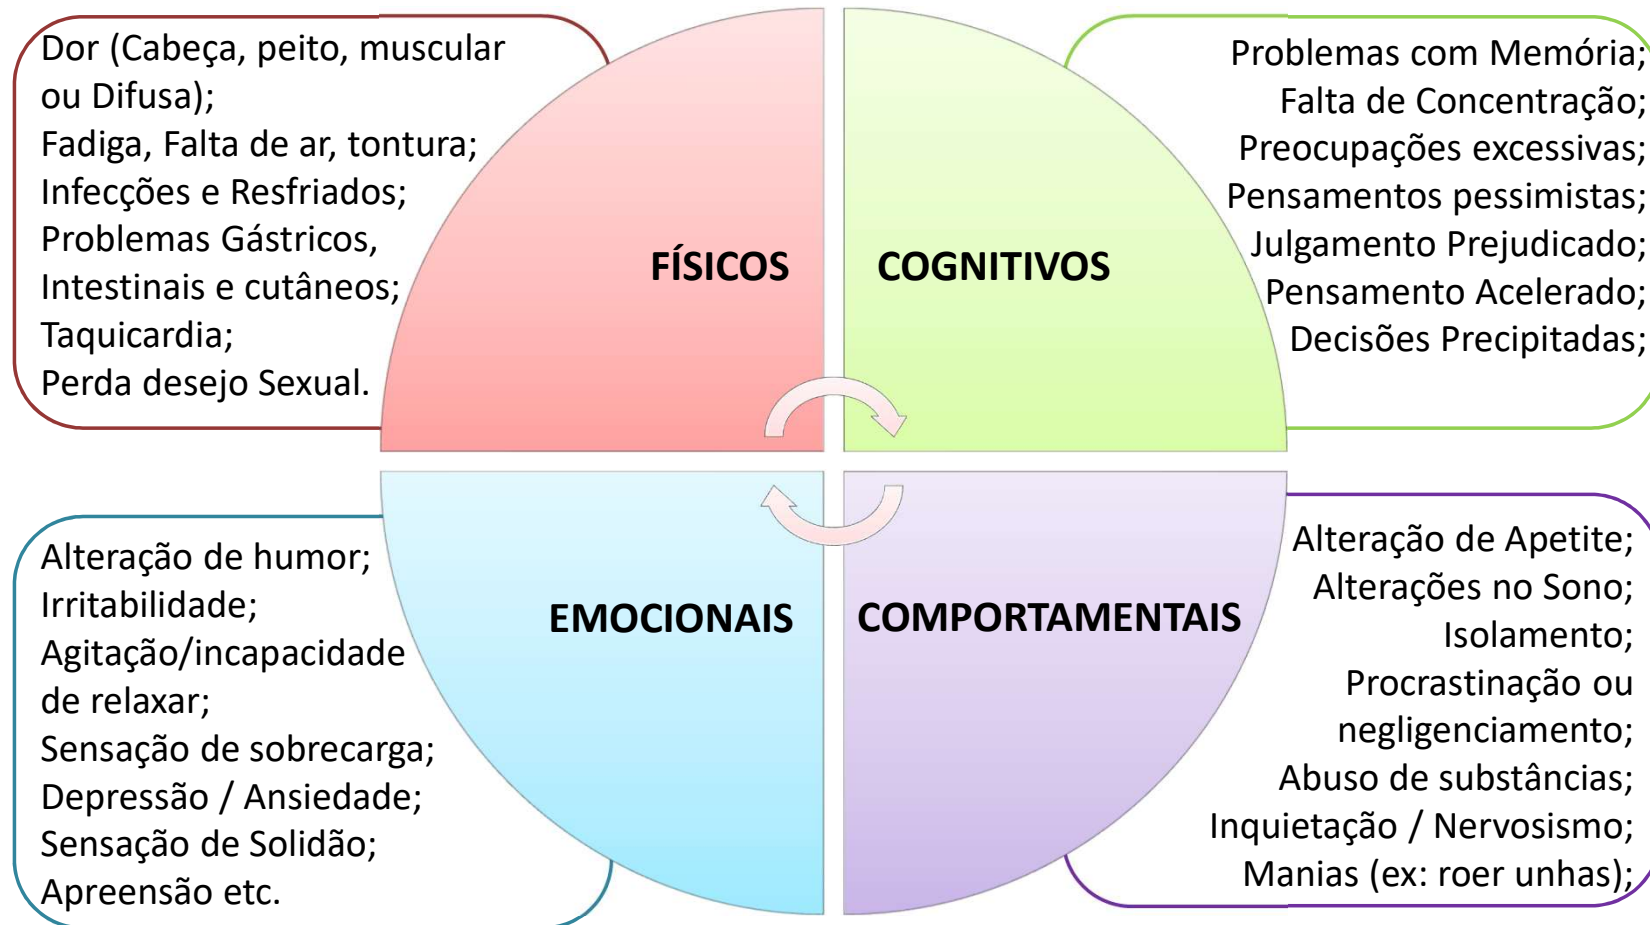 Dor (Cabeça, peito, muscular
ou Difusa);
Fadiga, Falta de ar, tontura;
Infecções e Resfriados;
Problemas Gástricos,
Intestinais e cutâneos;
Taquicardia;
Perda desejo Sexual.
FÍSICOS
COGNITIVOS
Problemas com Memória;
Falta de Concentração;
Preocupações excessivas;
Pensamentos pessimistas;
Julgamento Prejudicado;
Pensamento Acelerado;
Decisões Precipitadas;
Alteração de humor;
Irritabilidade;
Agitação/incapacidade
de relaxar;
Sensação de sobrecarga;
Depressão / Ansiedade;
Sensação de Solidão;
Apreensão etc.
EMOCIONAIS
COMPORTAMENTAIS
Alteração de Apetite;
Alterações no Sono;
Isolamento;
Procrastinação ou
negligenciamento;
Abuso de substâncias;
Inquietação / Nervosismo;
Manias (ex: roer unhas);